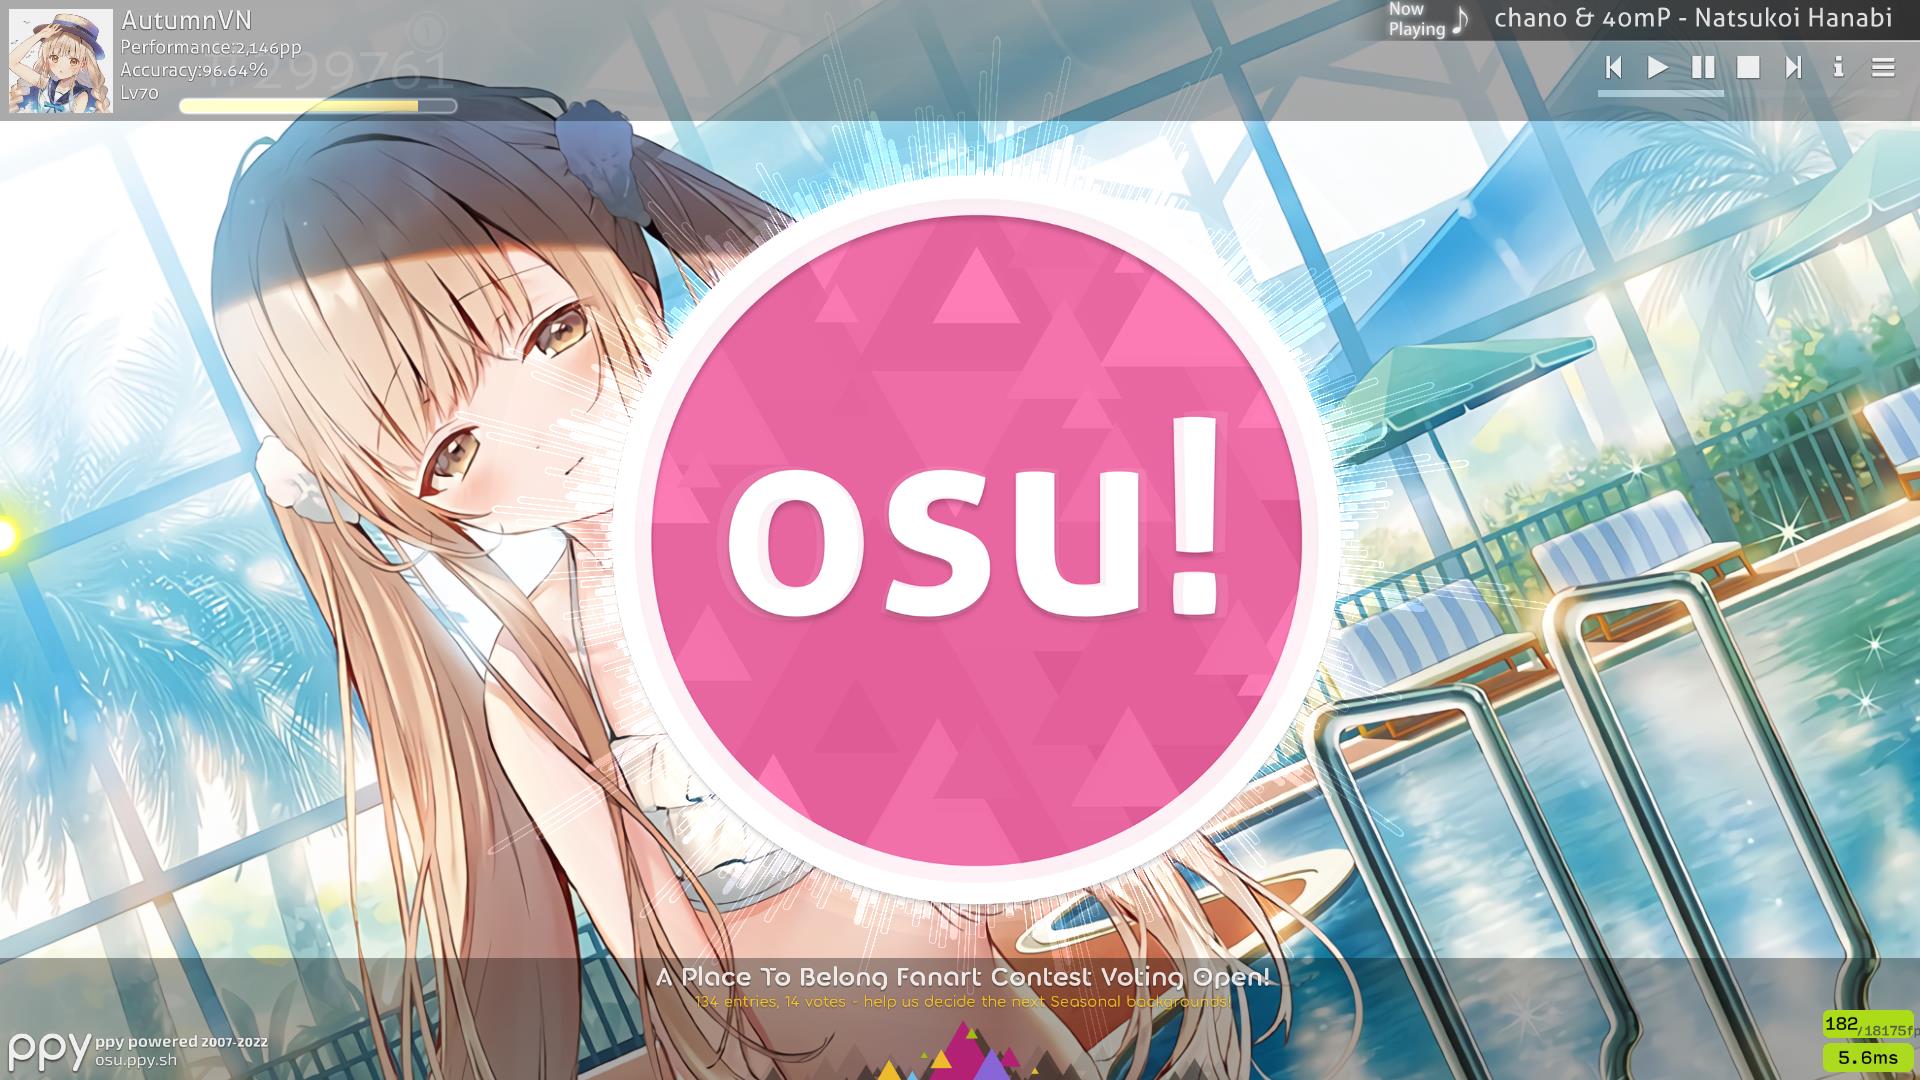 AutumnVN
Performance:2,146pp
Accuracy:96.64%
Lv70
#299761
1
Now Playing
chano & 40mP - Natsukoi Hanabi
osu!
A Place To Belong Fanart Contest Voting Open!
134 entries, 14 votes - help us decide the next Seasonal backgrounds!
ppy
ppy powered 2007-2022
osu.ppy.sh
182/18175fp
5.6ms